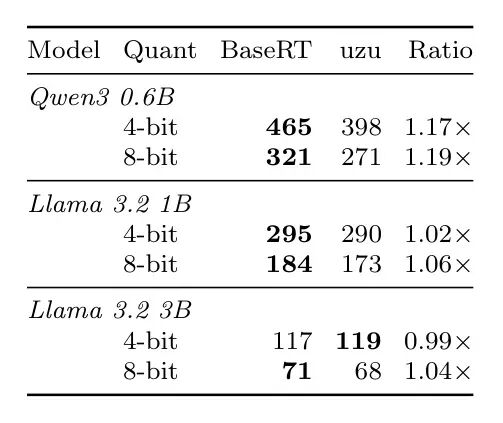 Model Quant BaseRT uzu Ratio
Qwen3 0.6B
4-bit 465 398 1.17×
8-bit 321 271 1.19×
Llama 3.2 1B
4-bit 295 290 1.02×
8-bit 184 173 1.06×
Llama 3.2 3B
4-bit 117 119 0.99×
8-bit 71 68 1.04×